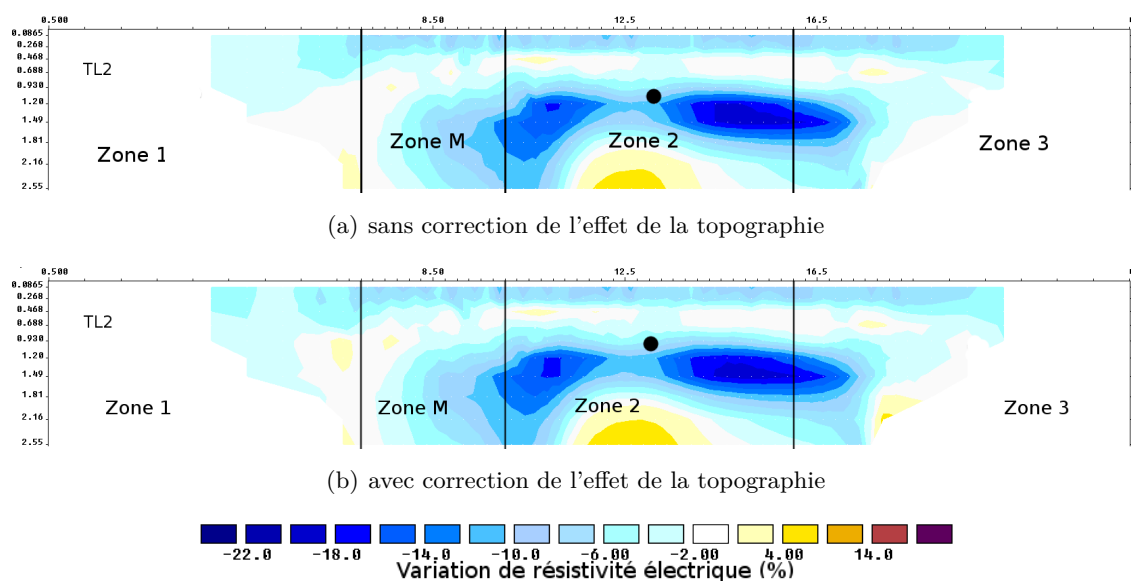 0.500 8.50 12.5 16.5
0.0865
0.268
0.468
0.688
0.930
1.20
1.49
1.81
2.16
2.55
TL2
Zone 1
Zone M
Zone 2
Zone 3
(a) sans correction de l'effet de la topographie
0.500 8.50 12.5 16.5
0.0865
0.268
0.468
0.688
0.930
1.20
1.49
1.81
2.16
2.55
TL2
Zone 1
Zone M
Zone 2
Zone 3
(b) avec correction de l'effet de la topographie
-22.0 -18.0 -14.0 -10.0 -6.00 -2.00 4.00 14.0
Variation de résistivité électrique (%)